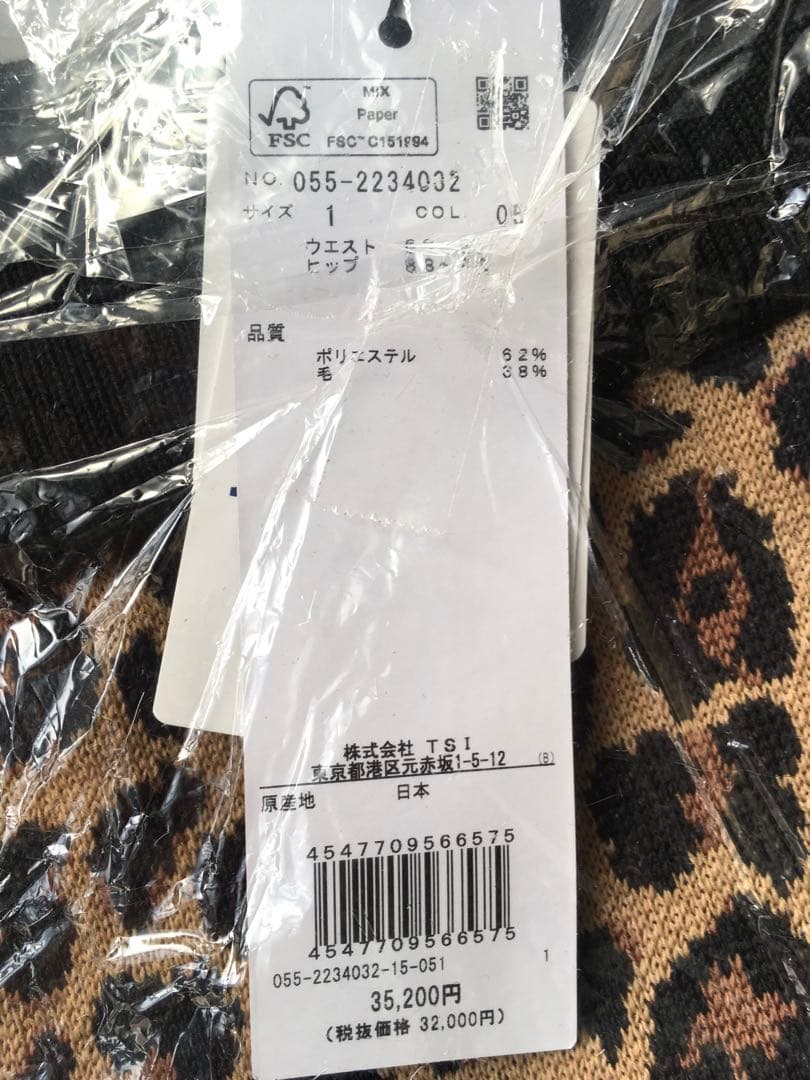 MIX
Paper
FSC
FSC™ C151994
NO. 055-2234032
サイズ 1 COL.
ウエスト
ヒップ
品質
ポリエステル 62%
毛 38%
株式会社 TSI
東京都港区元赤坂1-5-12 (8)
原産地 日本
4547709566575
4547709566575
055-2234032-15-051 1
35,200円
(税抜価格 32,000円)